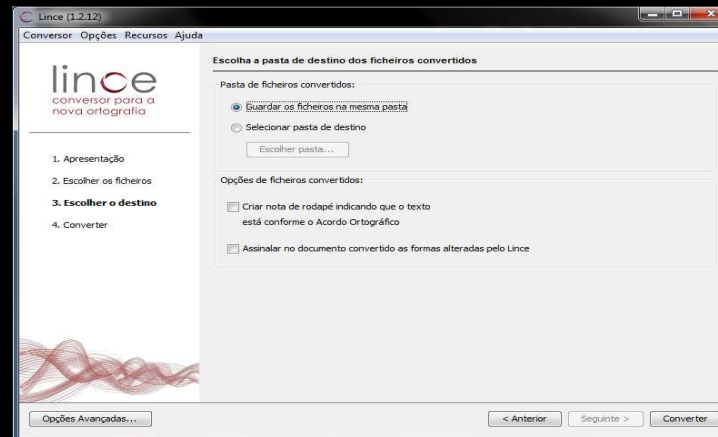 Lince (1.2.12)
Conversor Opções Recursos Ajuda
lince
conversor para a
nova ortografia
1. Apresentação
2. Escolher os ficheiros
3. Escolher o destino
4. Converter
Escolha a pasta de destino dos ficheiros convertidos
Pasta de ficheiros convertidos:
Guardar os ficheiros na mesma pasta
Selecionar pasta de destino
Escolher pasta...
Opções de ficheiros convertidos:
Criar nota de rodapé indicando que o texto
está conforme o Acordo Ortográfico
Assinalar no documento convertido as formas alteradas pelo Lince
Opções Avançadas...
< Anterior
Seguinte >
Converter